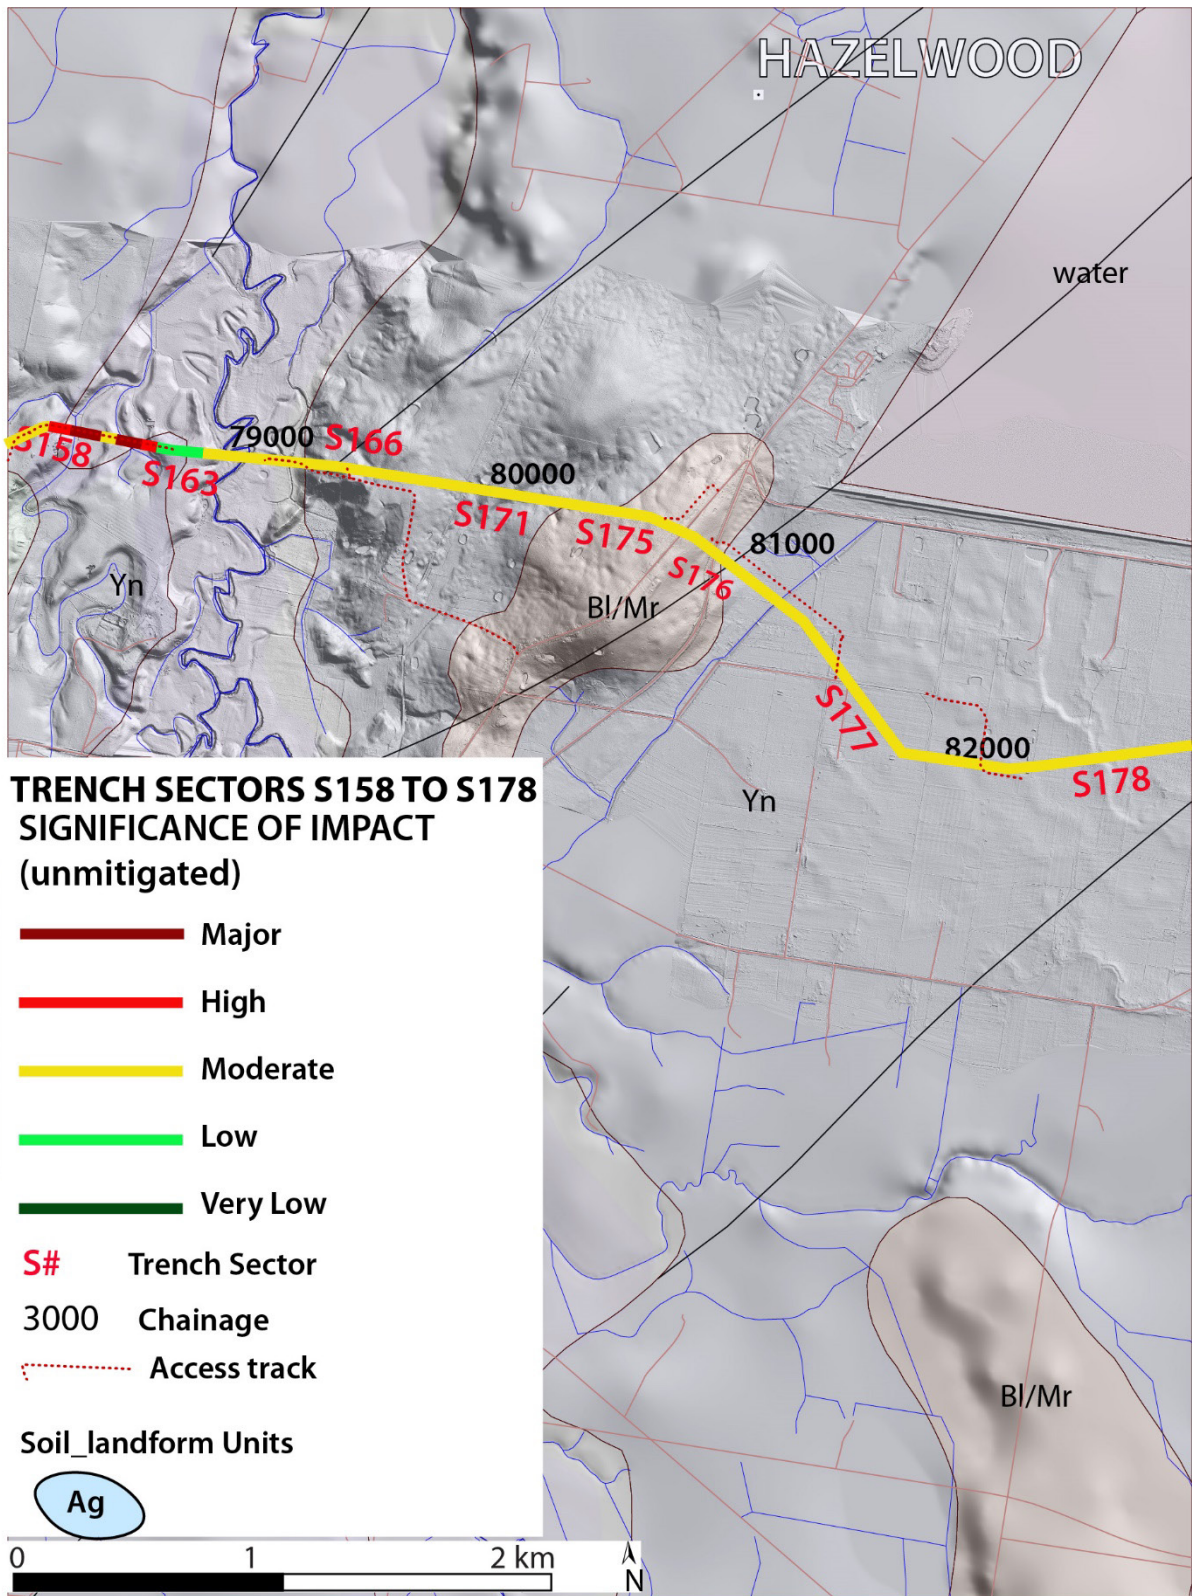 HAZELWOOD
water
S158
79000
S166
S163
80000
S171
S175
81000
S176
Yn
Bl/Mr
S177
82000
S178
Yn
TRENCH SECTORS S158 TO S178
SIGNIFICANCE OF IMPACT
(unmitigated)
Major
High
Moderate
Low
Very Low
S# Trench Sector
3000 Chainage
Access track
Bl/Mr
Soil_landform Units
Ag
0 1 2 km
N